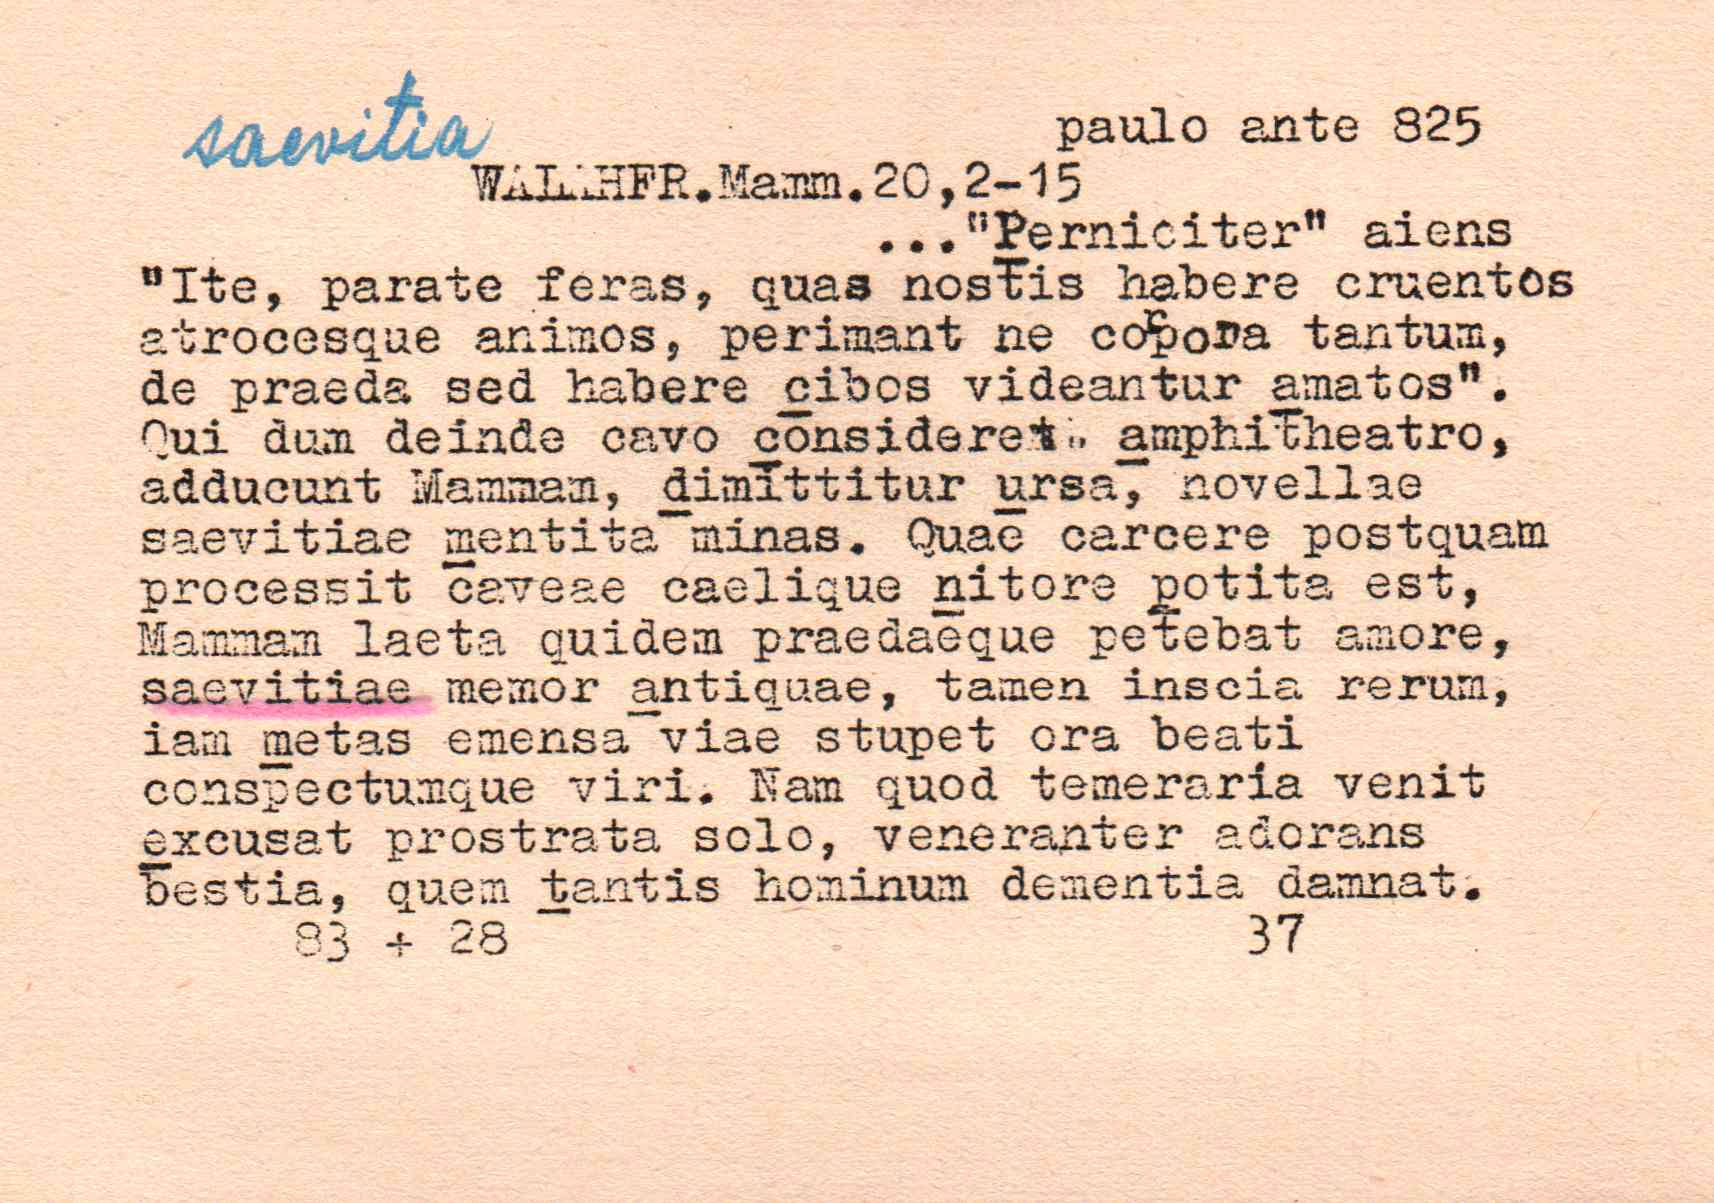 saevitia
paulo ante 825
WALAHFR.Mamm.20,2-15
..."Perniciter" aiens
"Ite, parate feras, quas nostis habere cruentos
atrocesque animos, perimant ne corpora tantum,
de praeda sed habere cibos videantur amatos".
Qui dum deinde cavo consideret amphitheatro,
adducunt Mammam, dimittitur ursa, novellae
saevitiae mentita minas. Quae carcere postquam
processit caveae caelique nitore potita est,
Mammam laeta quidem praedaeque petebat amore,
saevitiae memor antiquae, tamen inscia rerum,
iam metas emensa viae stupet ora beati
conspectumque viri. Nam quod temeraria venit
excusat prostrata solo, veneranter adorans
bestia, quem tantis hominum dementia damnat.
83 + 28 37